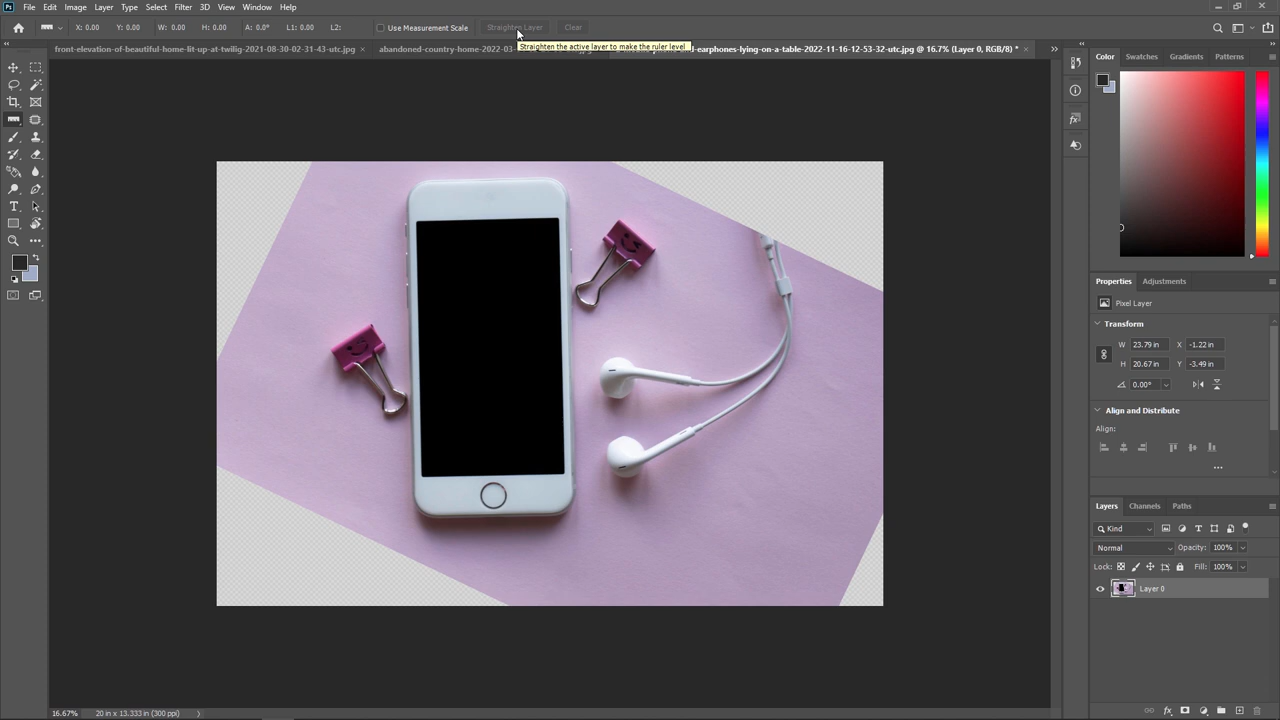 Ps File Edit Image Layer Type Select Filter 3D View Window Help
X: 0.00 Y: 0.00 W: 0.00 H: 0.00 A: 0.0° L1: 0.00 L2: Use Measurement Scale Straighten Layer Clear
Straighten the active layer to make the ruler level
front-elevation-of-beautiful-home-lit-up-at-twilig-2021-08-30-02-31-43-utc.jpg × abandoned-country-home-2022-03- -earphones-lying-on-a-table-2022-11-16-12-53-32-utc.jpg @ 16.7% (Layer 0, RGB/8) * ×
Color Swatches Gradients Patterns
Properties Adjustments
Pixel Layer
Transform
W 23.79 in X -1.22 in
H 20.67 in Y -3.49 in
0.00°
Align and Distribute
Align:
Layers Channels Paths
Kind
Normal Opacity: 100%
Lock: Fill: 100%
Layer 0
16.67% 20 in x 13.333 in (300 ppi)